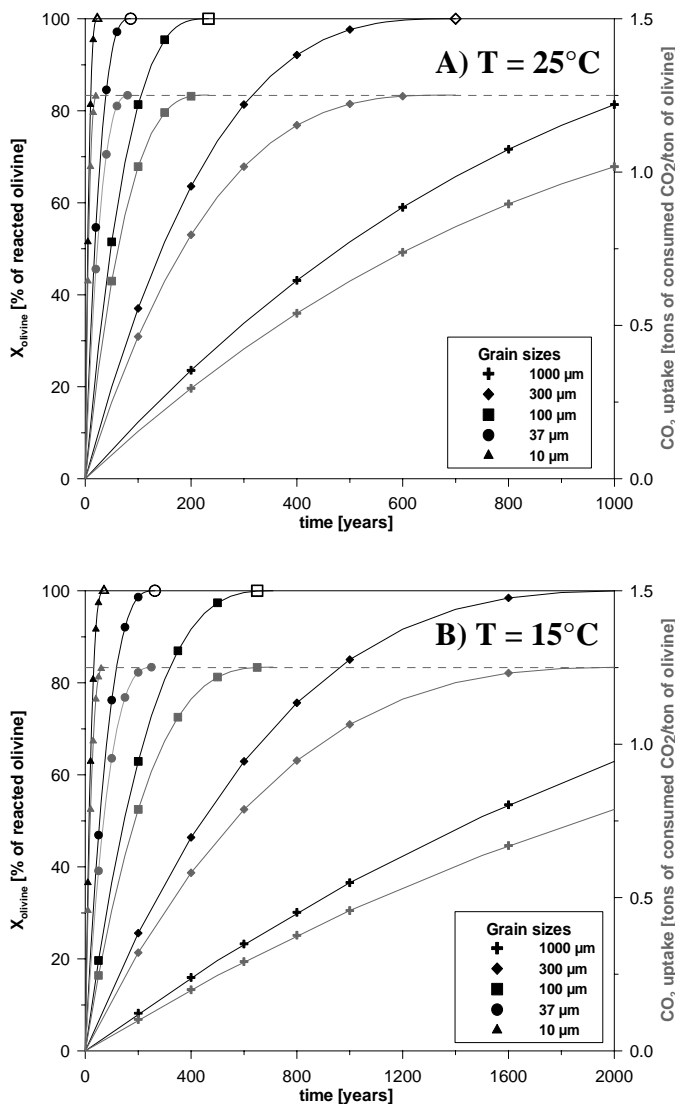 A) T = 25°C
100
80
60
40
20
0
X olivine [% of reacted olivine]
1.5
1.0
0.5
0.0
CO2 uptake [tons of consumed CO2/ton of olivine]
Grain sizes
1000 µm
300 µm
100 µm
37 µm
10 µm
0 200 400 600 800 1000
time [years]
B) T = 15°C
100
80
60
40
20
0
X olivine [% of reacted olivine]
1.5
1.0
0.5
0.0
CO2 uptake [tons of consumed CO2/ton of olivine]
Grain sizes
1000 µm
300 µm
100 µm
37 µm
10 µm
0 400 800 1200 1600 2000
time [years]